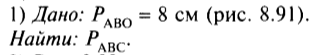 1) Дано: P_ABO = 8 см (рис. 8.91).
Найти: P_ABC.